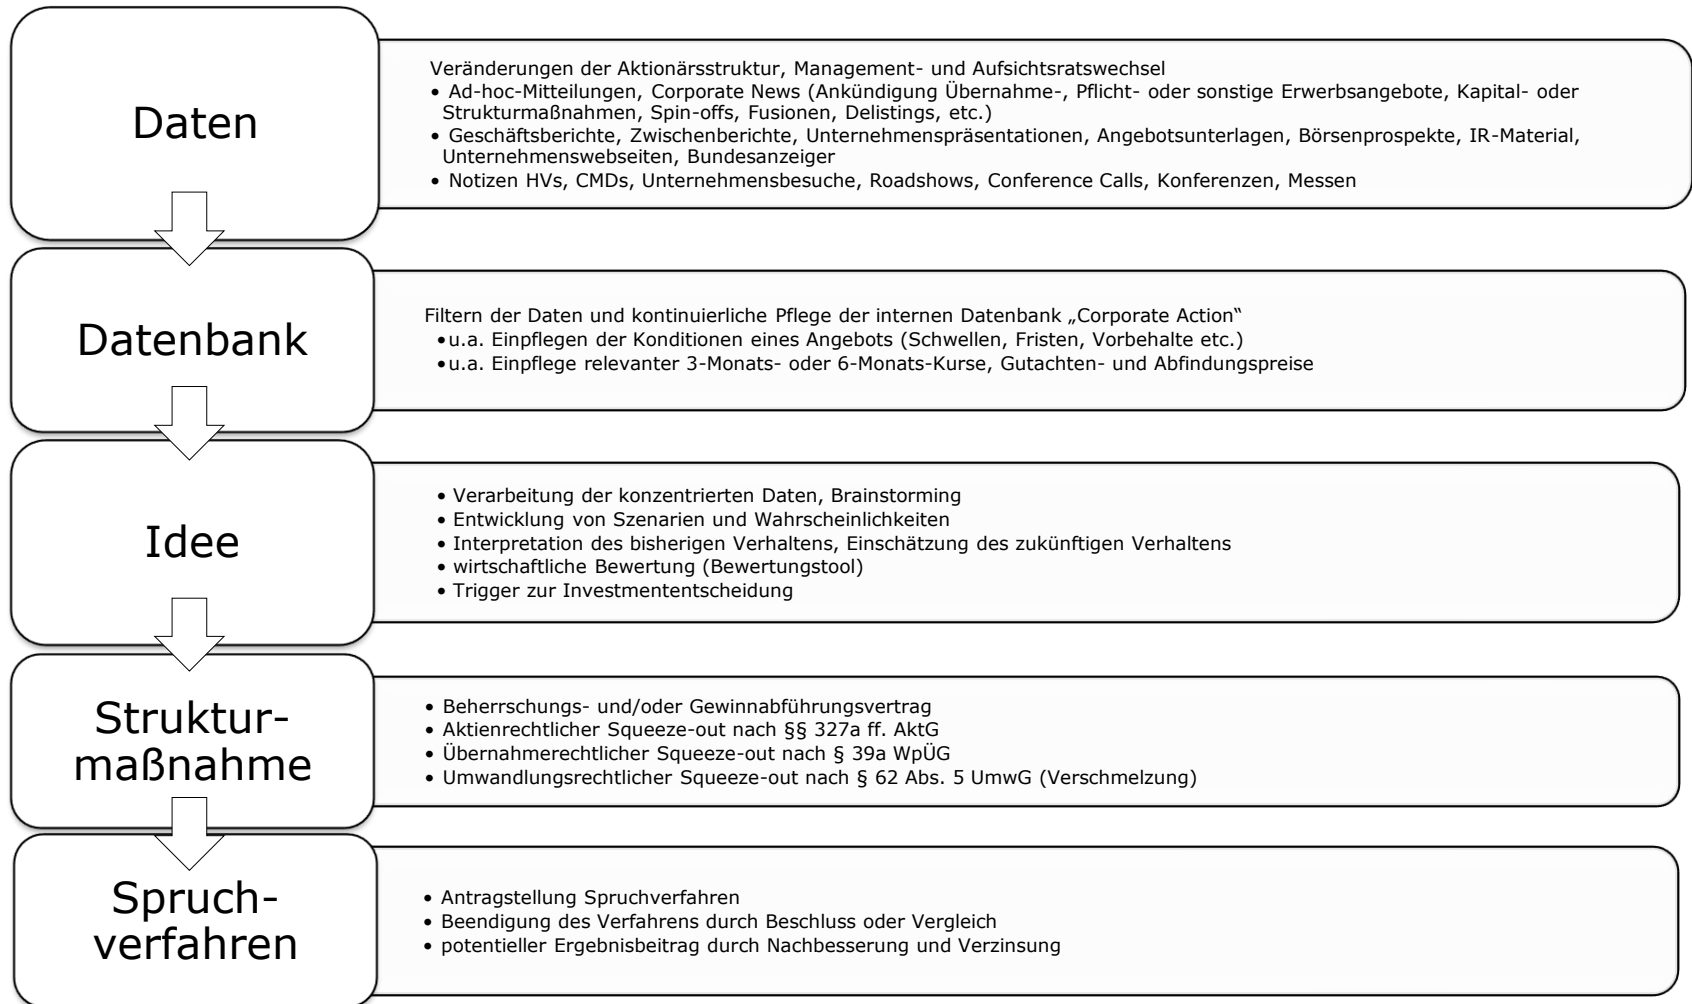 Daten
Veränderungen der Aktionärsstruktur, Management- und Aufsichtsratswechsel
• Ad-hoc-Mitteilungen, Corporate News (Ankündigung Übernahme-, Pflicht- oder sonstige Erwerbsangebote, Kapital- oder
Strukturmaßnahmen, Spin-offs, Fusionen, Delistings, etc.)
• Geschäftsberichte, Zwischenberichte, Unternehmenspräsentationen, Angebotsunterlagen, Börsenprospekte, IR-Material,
Unternehmenswebseiten, Bundesanzeiger
• Notizen HVs, CMDs, Unternehmensbesuche, Roadshows, Conference Calls, Konferenzen, Messen
Datenbank
Filtern der Daten und kontinuierliche Pflege der internen Datenbank „Corporate Action“
•u.a. Einpflegen der Konditionen eines Angebots (Schwellen, Fristen, Vorbehalte etc.)
•u.a. Einpflege relevanter 3-Monats- oder 6-Monats-Kurse, Gutachten- und Abfindungspreise
Idee
• Verarbeitung der konzentrierten Daten, Brainstorming
• Entwicklung von Szenarien und Wahrscheinlichkeiten
• Interpretation des bisherigen Verhaltens, Einschätzung des zukünftigen Verhaltens
• wirtschaftliche Bewertung (Bewertungstool)
• Trigger zur Investmententscheidung
Struktur-
maßnahme
• Beherrschungs- und/oder Gewinnabführungsvertrag
• Aktienrechtlicher Squeeze-out nach §§ 327a ff. AktG
• Übernahmerechtlicher Squeeze-out nach § 39a WpÜG
• Umwandlungsrechtlicher Squeeze-out nach § 62 Abs. 5 UmwG (Verschmelzung)
Spruch-
verfahren
• Antragstellung Spruchverfahren
• Beendigung des Verfahrens durch Beschluss oder Vergleich
• potentieller Ergebnisbeitrag durch Nachbesserung und Verzinsung